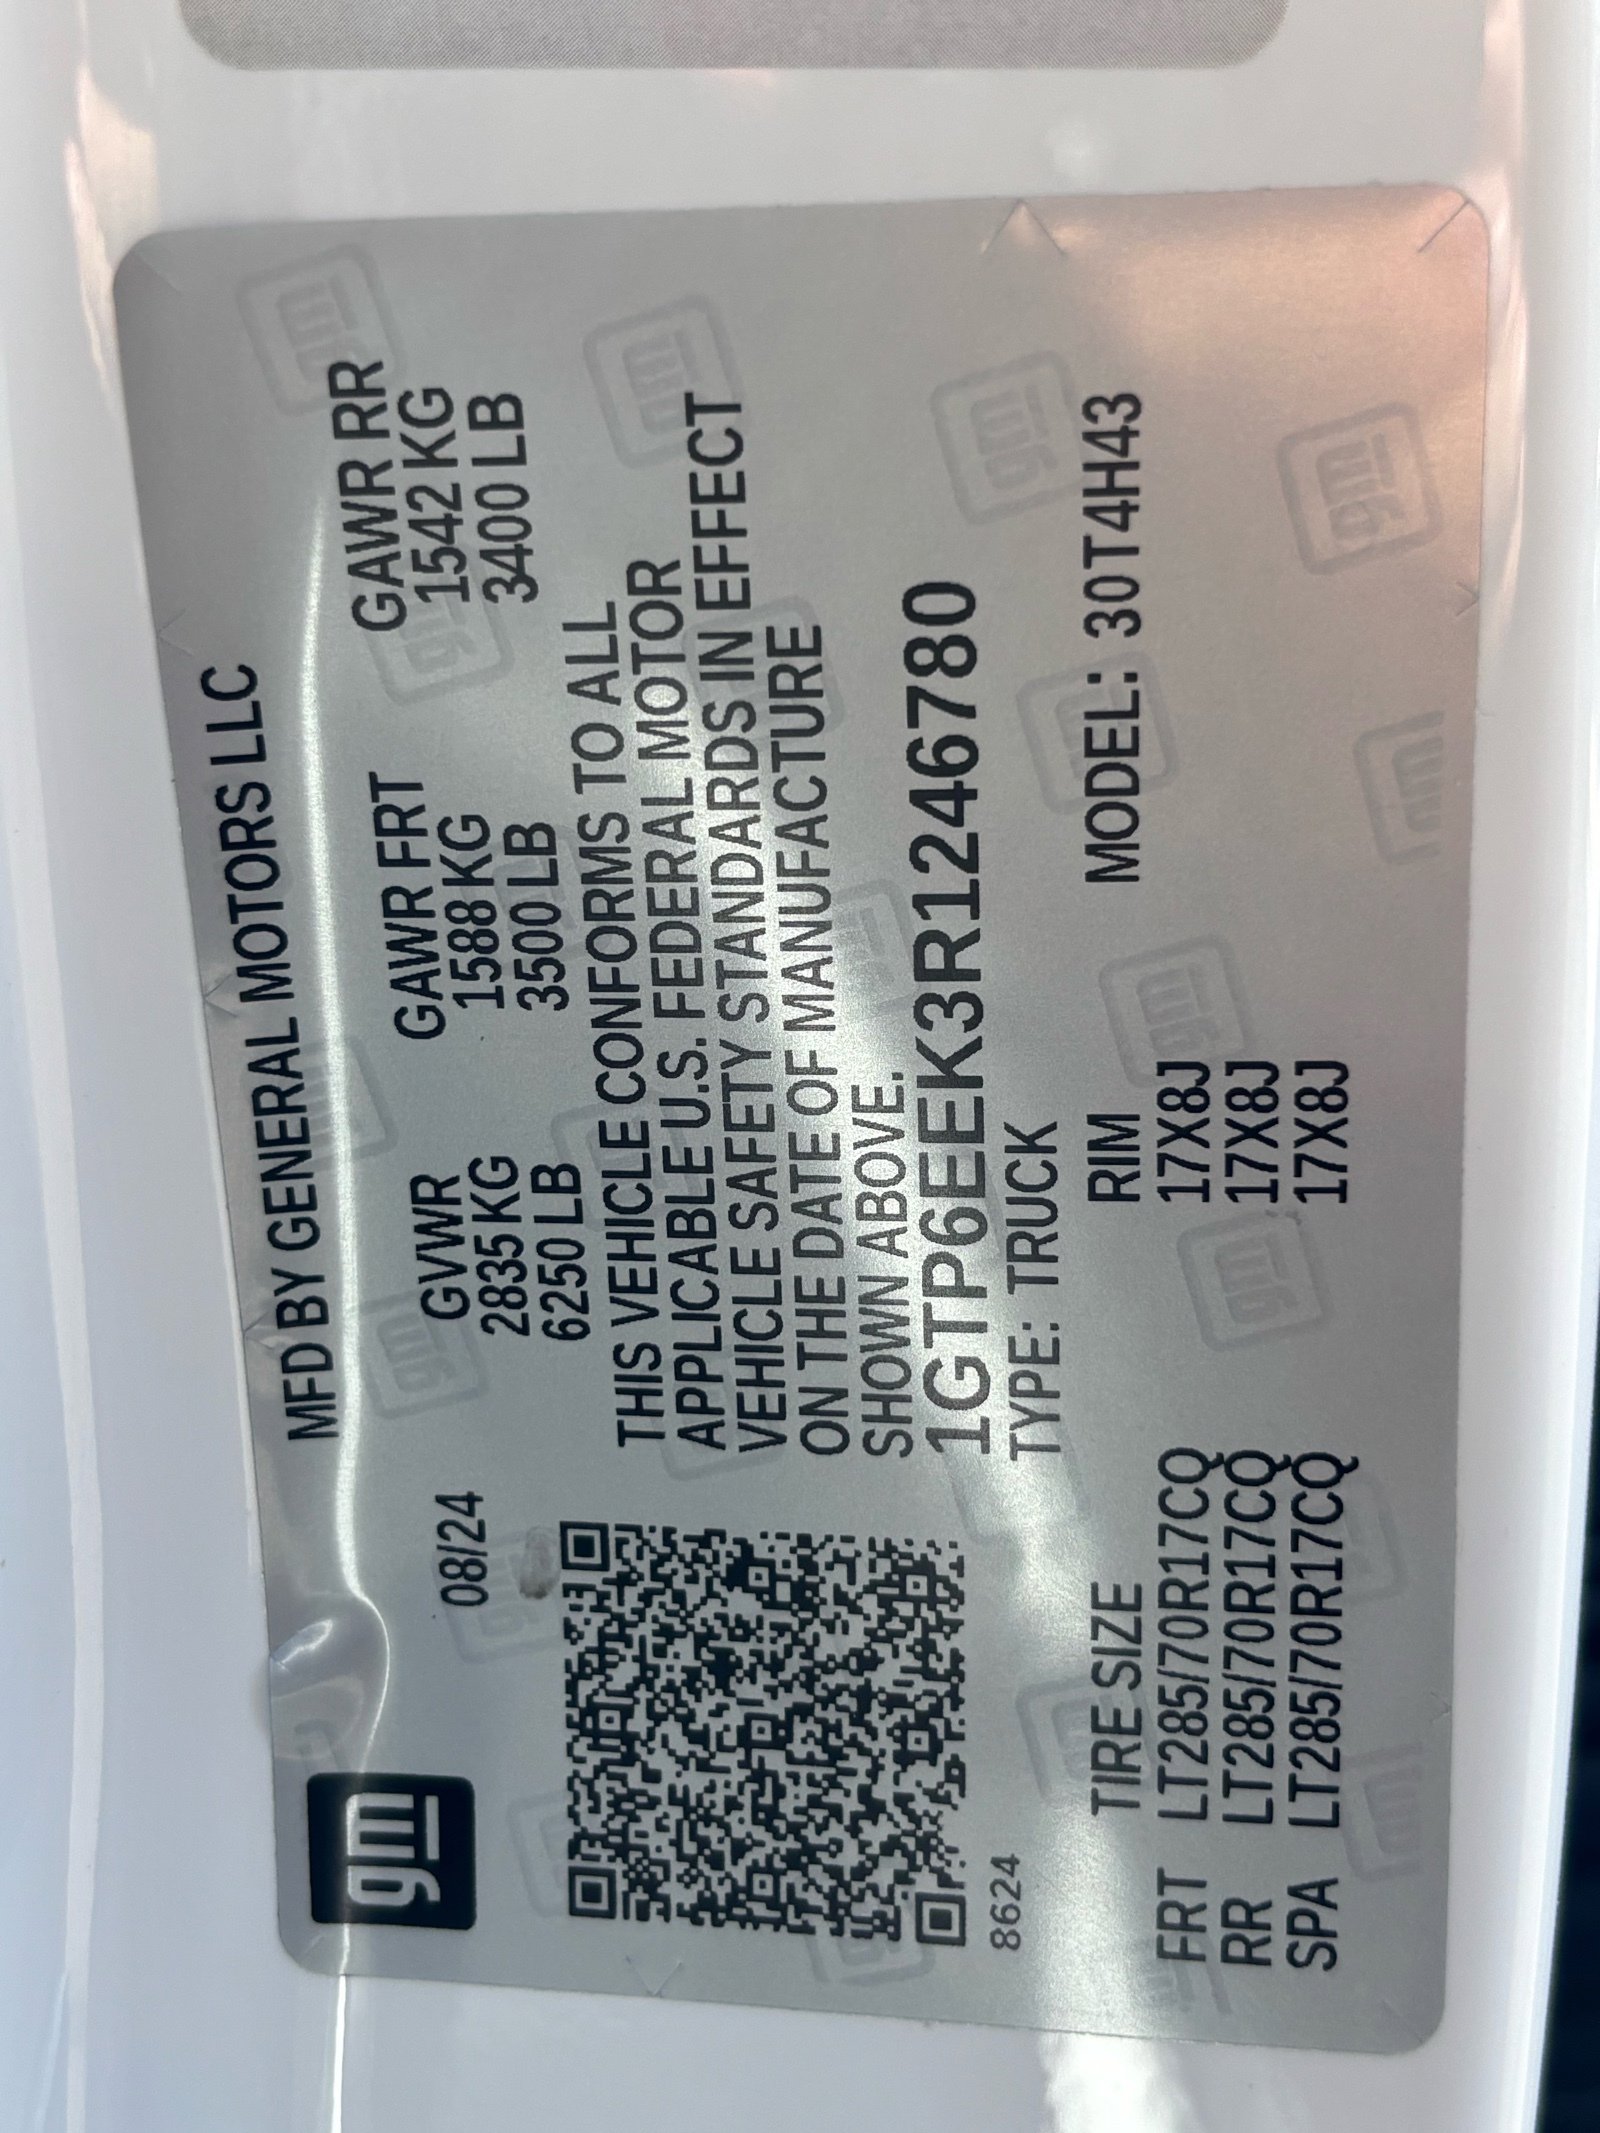 gm
MFD BY GENERAL MOTORS LLC
08/24
GVWR GAWR FRT GAWR RR
2835 KG 1588 KG 1542 KG
6250 LB 3500 LB 3400 LB
THIS VEHICLE CONFORMS TO ALL
APPLICABLE U.S. FEDERAL MOTOR
VEHICLE SAFETY STANDARDS IN EFFECT
ON THE DATE OF MANUFACTURE
SHOWN ABOVE.
1GTP6EEK3R1246780
8624
TYPE: TRUCK
TIRE SIZE RIM MODEL: 30T4H43
FRT LT285/70R17CQ 17X8J
RR LT285/70R17CQ 17X8J
SPA LT285/70R17CQ 17X8J